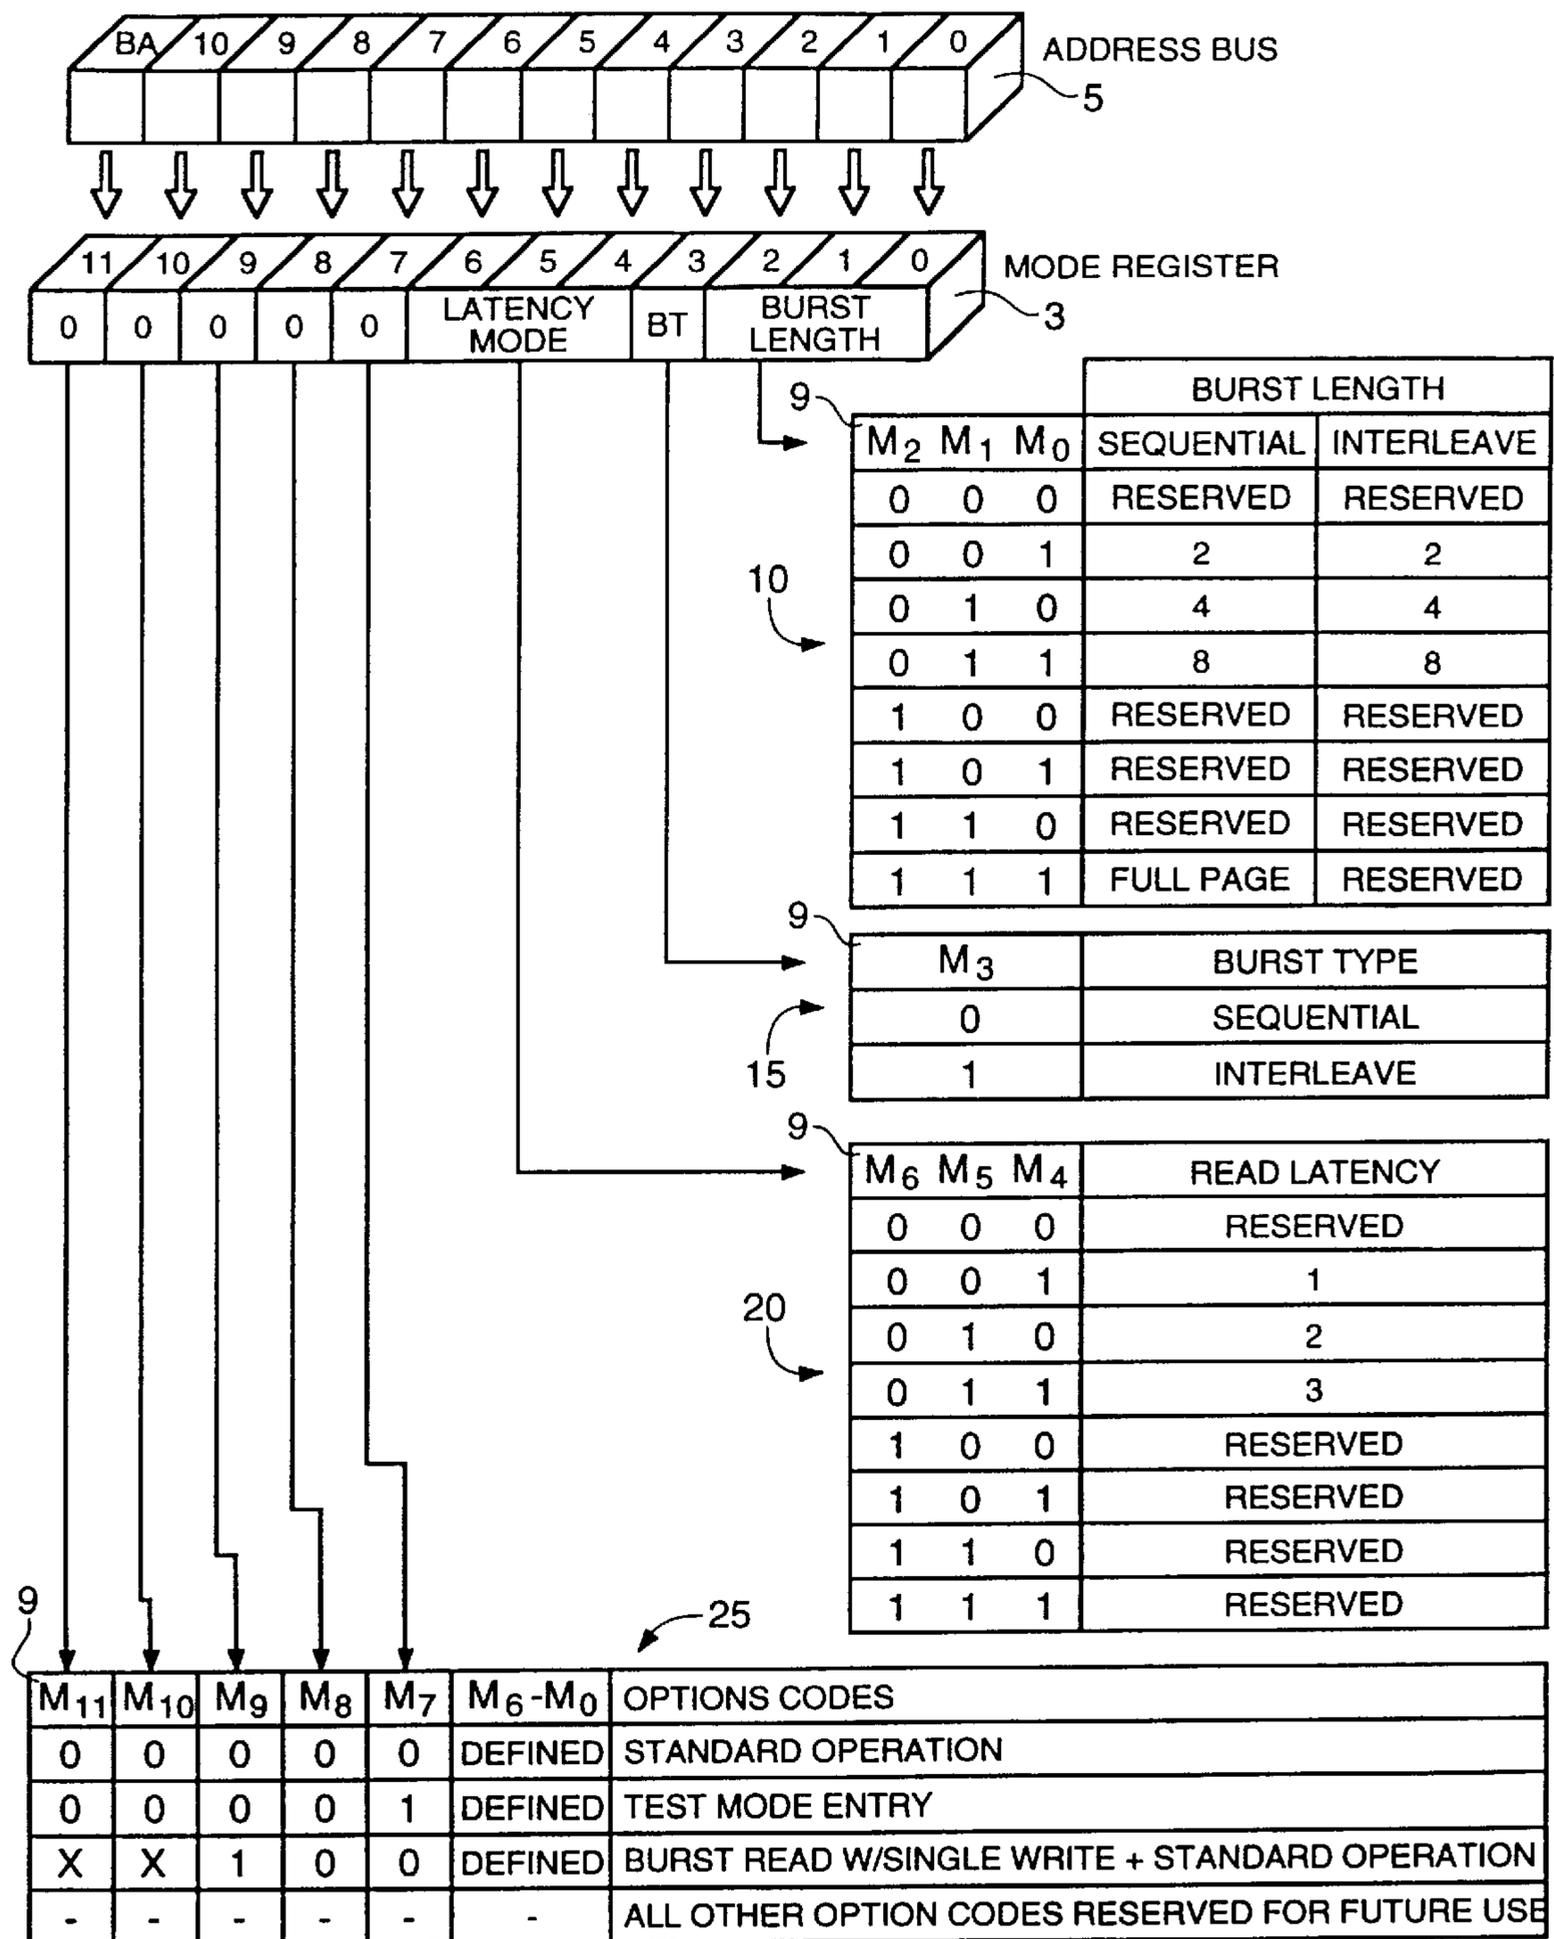 BA 10 9 8 7 6 5 4 3 2 1 0 ADDRESS BUS
5
11 10 9 8 7 6 5 4 3 2 1 0 MODE REGISTER
0 0 0 0 0 LATENCY MODE BT BURST LENGTH 3
BURST LENGTH
9 M2 M1 M0 SEQUENTIAL INTERLEAVE
0 0 0 RESERVED RESERVED
0 0 1 2 2
10
0 1 0 4 4
0 1 1 8 8
1 0 0 RESERVED RESERVED
1 0 1 RESERVED RESERVED
1 1 0 RESERVED RESERVED
1 1 1 FULL PAGE RESERVED
9
M3 BURST TYPE
0 SEQUENTIAL
15
1 INTERLEAVE
9
M6 M5 M4 READ LATENCY
0 0 0 RESERVED
0 0 1 1
20
0 1 0 2
0 1 1 3
1 0 0 RESERVED
1 0 1 RESERVED
1 1 0 RESERVED
1 1 1 RESERVED
9
25
M11 M10 M9 M8 M7 M6-M0 OPTIONS CODES
0 0 0 0 0 DEFINED STANDARD OPERATION
0 0 0 0 1 DEFINED TEST MODE ENTRY
X X 1 0 0 DEFINED BURST READ W/SINGLE WRITE + STANDARD OPERATION
- - - - - - ALL OTHER OPTION CODES RESERVED FOR FUTURE USE